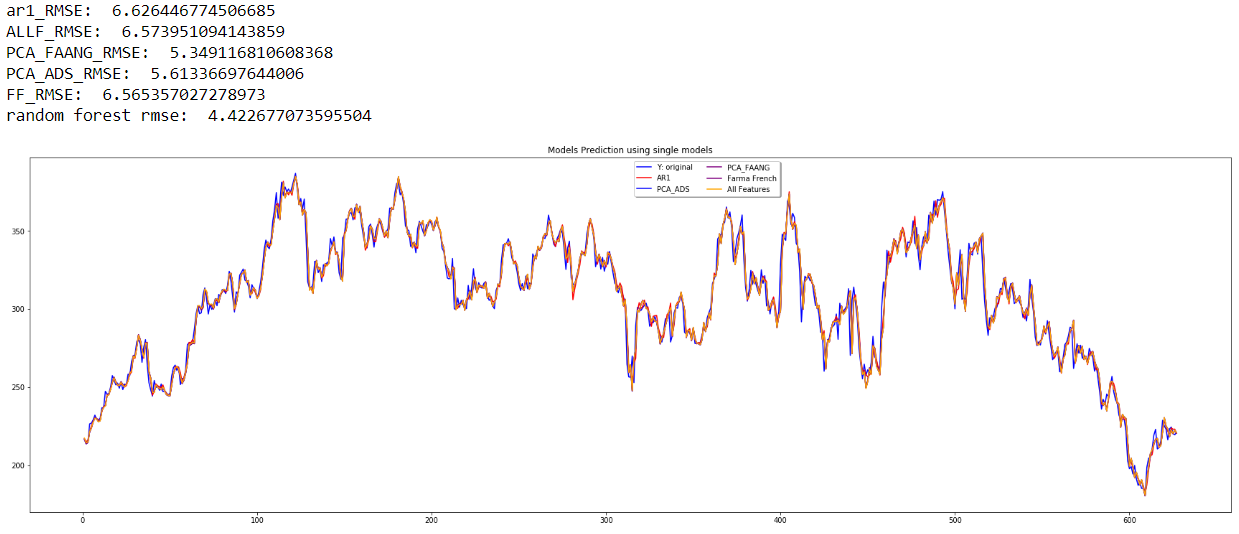 ar1_RMSE:  6.626446774506685
ALLF_RMSE:  6.573951094143859
PCA_FAANG_RMSE:  5.349116810608368
PCA_ADS_RMSE:  5.61336697644006
FF_RMSE:  6.565357027278973
random forest rmse:  4.422677073595504
Models Prediction using single models
Y: original
AR1
PCA_ADS
PCA_FAANG
Farma French
All Features
350
300
250
200
0 100 200 300 400 500 600